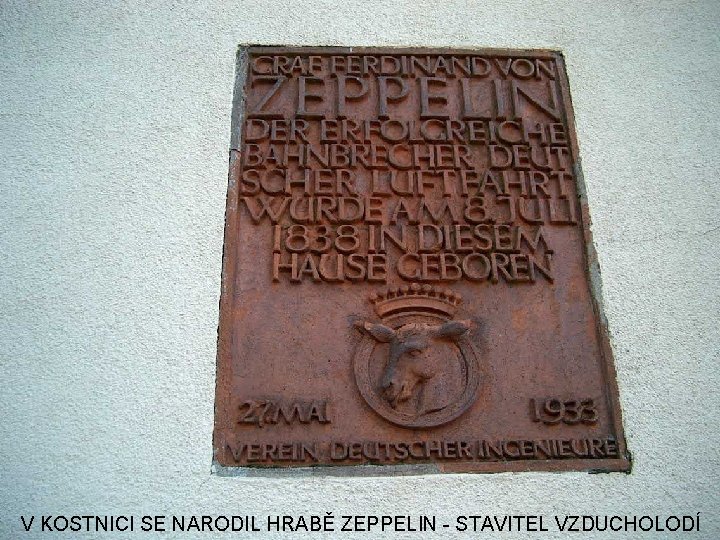 GRAF FERDINAND VON
ZEPPELIN
DER ERFOLGREICHE
BAHNBRECHER DEUT
SCHER LUFTFAHRT
WURDE AM 8. JULI
1838 IN DIESEM
HAUSE GEBOREN
27. MAI 1933
VEREIN DEUTSCHER INGENIEURE
V KOSTNICI SE NARODIL HRABĚ ZEPPELIN - STAVITEL VZDUCHOLODÍ